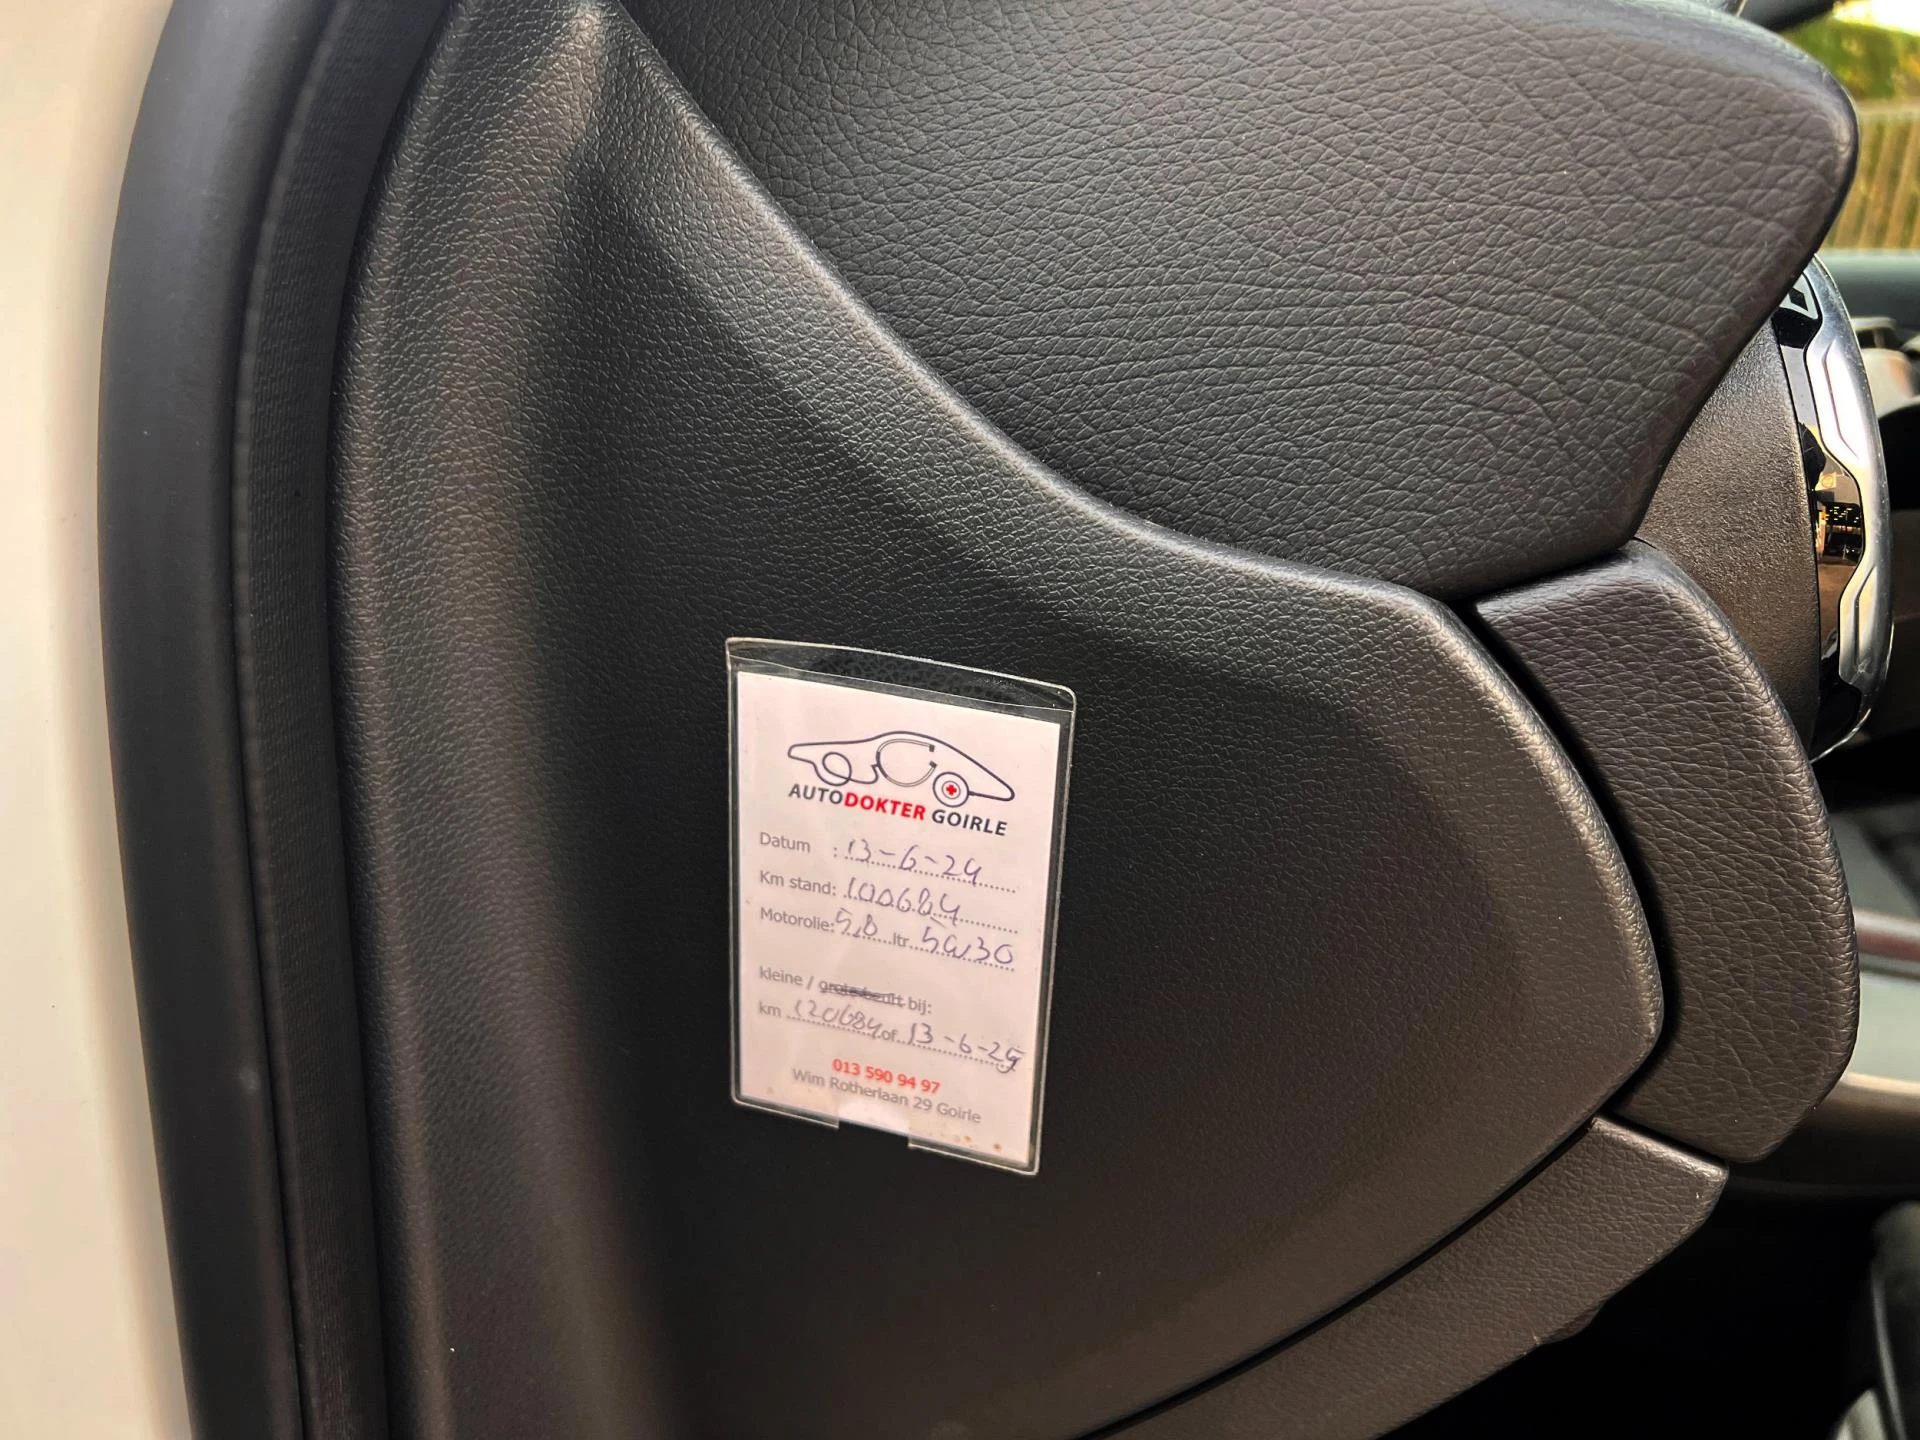 AUTODOKTER GOIRLE
Datum : 13-6-24
Km stand: 100684
Motorolie: 5,0 ltr. 5W30
kleine / grote beurt bij:
km 120684 of 13-6-25
013 590 94 97
Wim Rotherlaan 29 Goirle